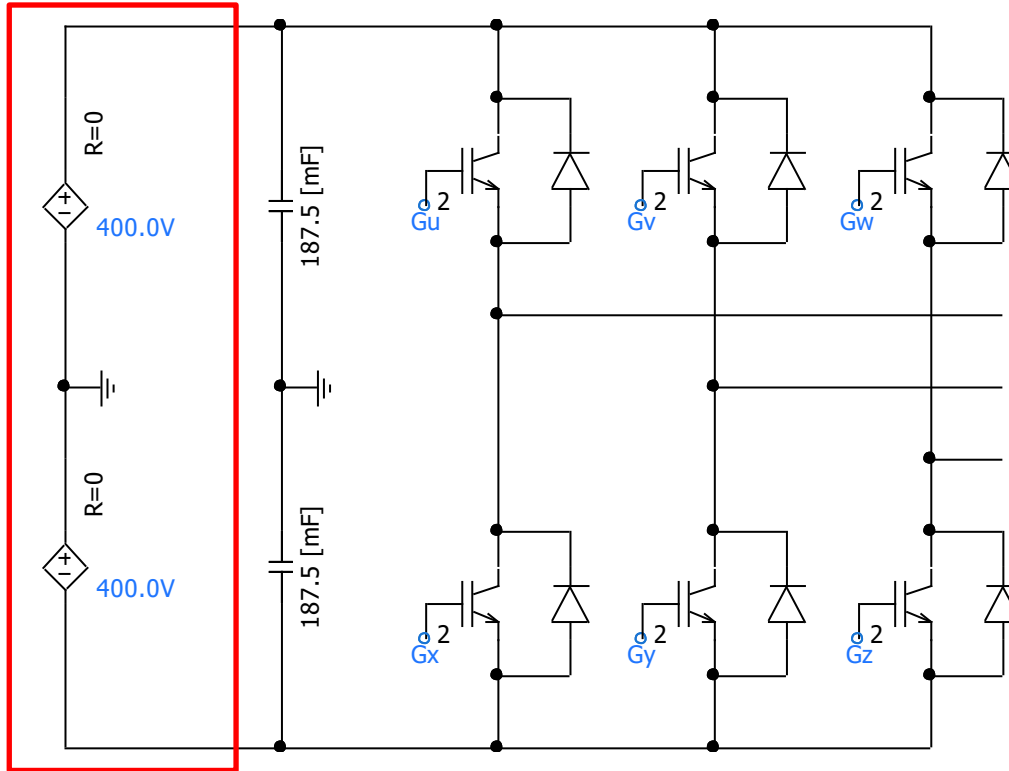 R=0
+
−
400.0V
187.5 [mF]
2
Gu
2
Gv
2
Gw
R=0
+
−
400.0V
187.5 [mF]
2
Gx
2
Gy
2
Gz